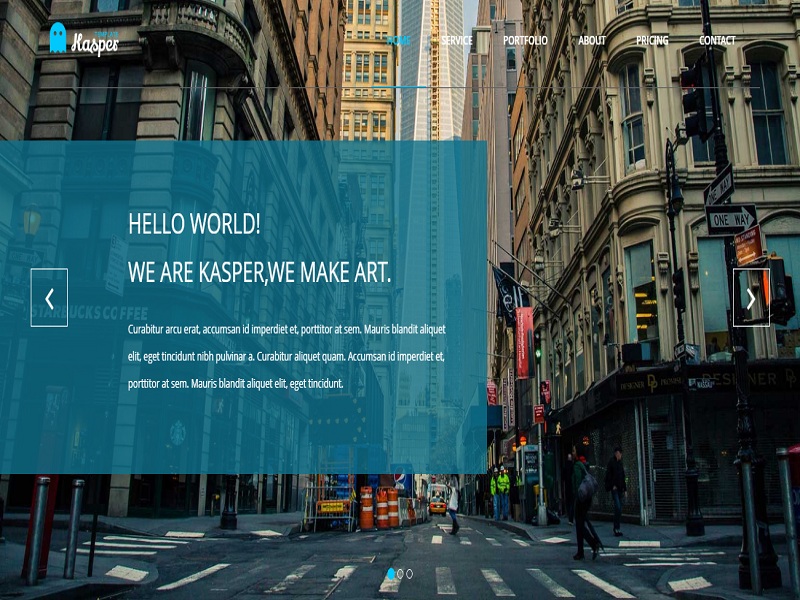 Kasper
HOME
SERVICE
PORTFOLIO
ABOUT
PRICING
CONTACT
HELLO WORLD!
WE ARE KASPER,WE MAKE ART.
Curabitur arcu erat, accumsan id imperdiet et, porttitor at sem. Mauris blandit aliquet
elit, eget tincidunt nibh pulvinar a. Curabitur aliquet quam. Accumsan id imperdiet et,
porttitor at sem. Mauris blandit aliquet elit, eget tincidunt.
STARBUCKS COFFEE
ONE WAY
DESIGNER
DESIGNER